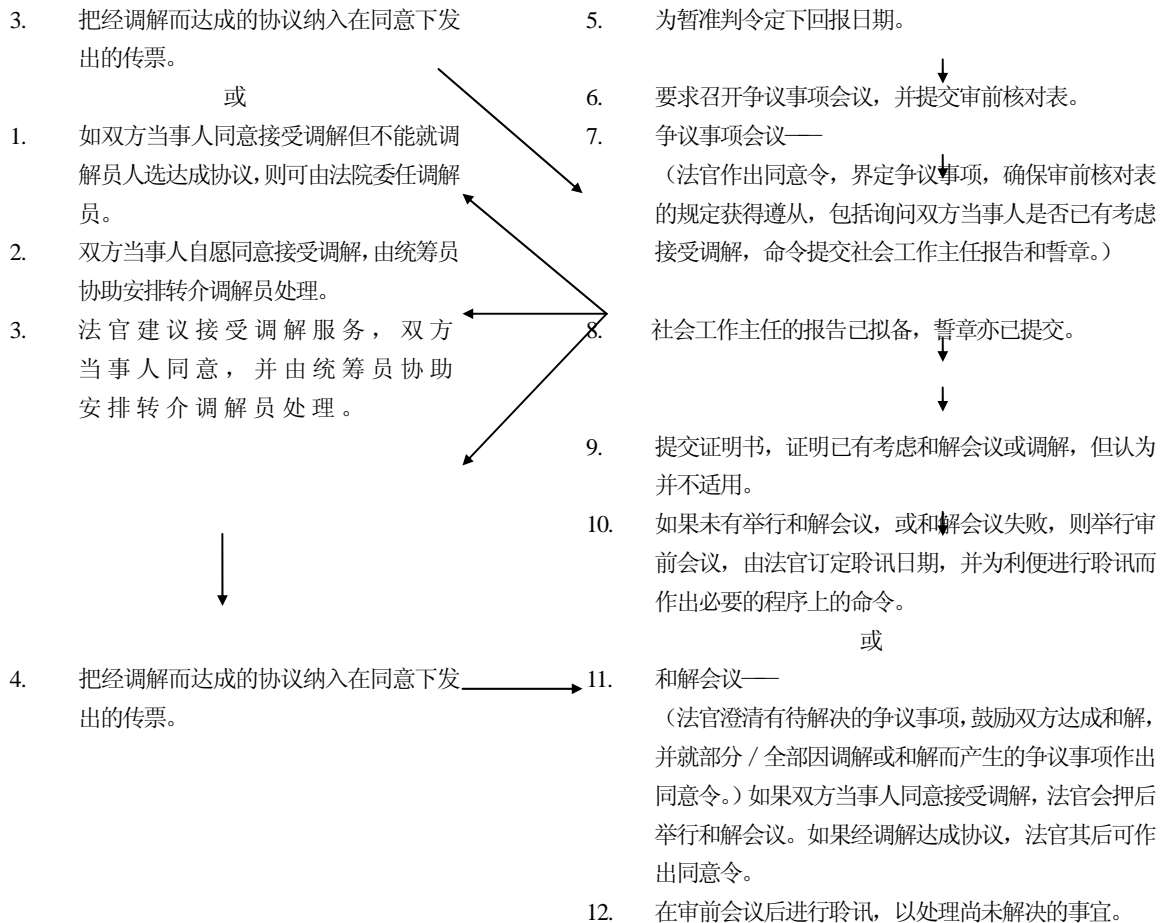 3. 把经调解而达成的协议纳入在同意下发
出的传票。
或
1. 如双方当事人同意接受调解但不能就调
解员人选达成协议,则可由法院委任调解
员。
2. 双方当事人自愿同意接受调解,由统筹员
协助安排转介调解员处理。
3. 法官建议接受调解服务，双方
当事人同意，并由统筹员协助
安排转介调解员处理。
4. 把经调解而达成的协议纳入在同意下发
出的传票。
5. 为暂准判令定下回报日期。
6. 要求召开争议事项会议，并提交审前核对表。
7. 争议事项会议──
（法官作出同意令，界定争议事项，确保审前核对表
的规定获得遵从，包括询问双方当事人是否已有考虑
接受调解，命令提交社会工作主任报告和誓章。）
8. 社会工作主任的报告已拟备，誓章亦已提交。
9. 提交证明书，证明已有考虑和解会议或调解，但认为
并不适用。
10. 如果未有举行和解会议，或和解会议失败，则举行审
前会议，由法官订定聆讯日期，并为利便进行聆讯而
作出必要的程序上的命令。
或
11. 和解会议──
（法官澄清有待解决的争议事项,鼓励双方达成和解,
并就部分／全部因调解或和解而产生的争议事项作出
同意令。）如果双方当事人同意接受调解,法官会押后
举行和解会议。如果经调解达成协议，法官其后可作
出同意令。
12. 在审前会议后进行聆讯，以处理尚未解决的事宜。